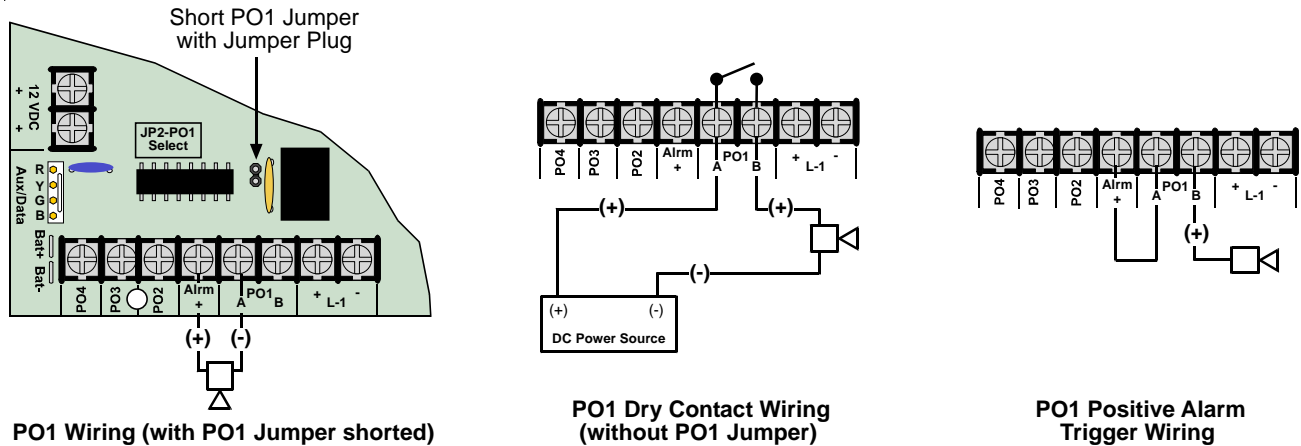 Short PO1 Jumper
with Jumper Plug
+ 12 VDC +
JP2-PO1
Select
R
Y
G
B
Aux/Data
Bat+
Bat-
PO4
PO3
PO2
Alrm
+
PO1
A
B
+ L-1 -
(+)
(-)
PO1 Wiring (with PO1 Jumper shorted)
PO4
PO3
PO2
Alrm
+
PO1
A
B
+ L-1 -
(+)
(+)
(-)
(+)
(-)
DC Power Source
PO1 Dry Contact Wiring
(without PO1 Jumper)
PO4
PO3
PO2
Alrm
+
PO1
A
B
+ L-1 -
(+)
PO1 Positive Alarm
Trigger Wiring